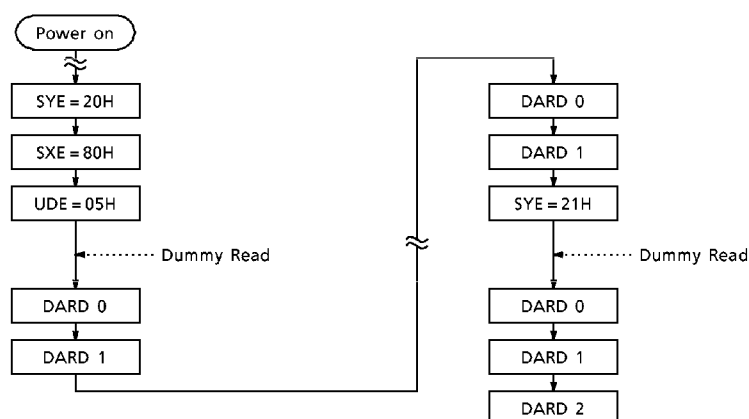 Power on
SYE = 20H
SXE = 80H
UDE = 05H
Dummy Read
DARD 0
DARD 1
DARD 0
DARD 1
SYE = 21H
Dummy Read
DARD 0
DARD 1
DARD 2